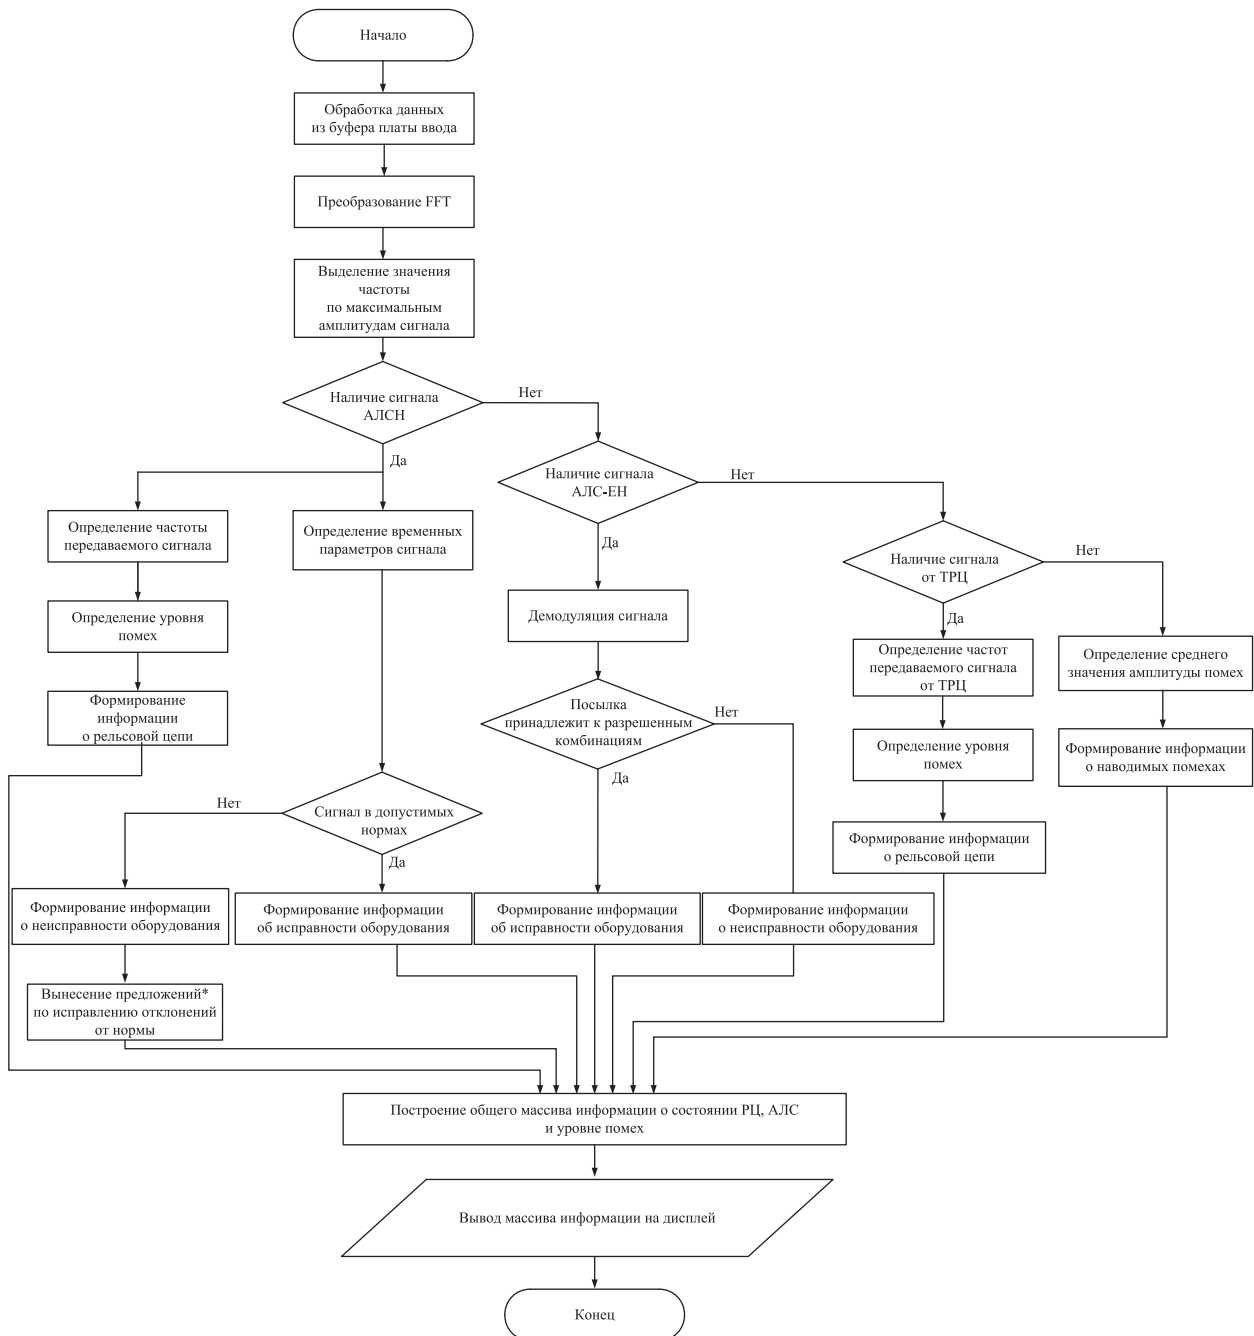 Начало
Обработка данных
из буфера платы ввода
Преобразование FFT
Выделение значения
частоты
по максимальным
амплитудам сигнала
Наличие сигнала
АЛСН
Нет
Да
Наличие сигнала
АЛС-ЕН
Нет
Да
Определение частоты
передаваемого сигнала
Определение временных
параметров сигнала
Наличие сигнала
от ТРЦ
Нет
Да
Определение уровня
помех
Демодуляция сигнала
Определение частот
передаваемого сигнала
от ТРЦ
Определение среднего
значения амплитуды помех
Формирование
информации
о рельсовой цепи
Посылка
принадлежит к разрешенным
комбинациям
Нет
Да
Определение уровня
помех
Формирование информации
о наводимых помехах
Сигнал в допустимых
нормах
Нет
Да
Формирование информации
о рельсовой цепи
Формирование информации
о неисправности оборудования
Формирование информации
об исправности оборудования
Формирование информации
об исправности оборудования
Формирование информации
о неисправности оборудования
Вынесение предложений*
по исправлению отклонений
от нормы
Построение общего массива информации о состоянии РЦ, АЛС
и уровне помех
Вывод массива информации на дисплей
Конец